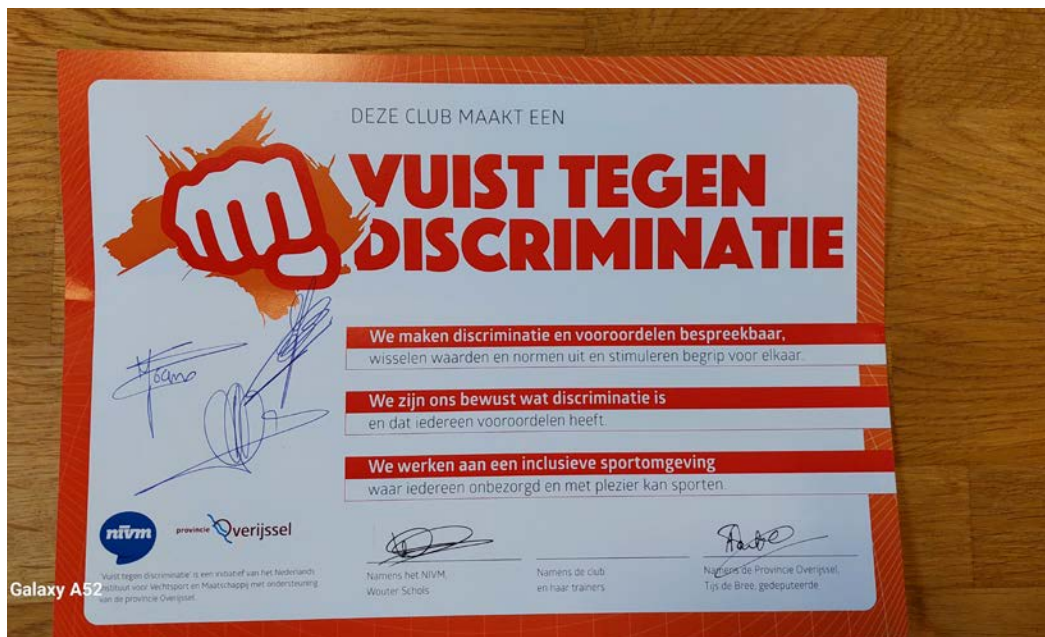 DEZE CLUB MAAKT EEN
VUIST TEGEN
DISCRIMINATIE
We maken discriminatie en vooroordelen bespreekbaar,
wisselen waarden en normen uit en stimuleren begrip voor elkaar.
We zijn ons bewust wat discriminatie is
en dat iedereen vooroordelen heeft.
We werken aan een inclusieve sportomgeving
waar iedereen onbezorgd en met plezier kan sporten.
nivm
provincie Overijssel
'Vuist tegen discriminatie' is een initiatief van het Nederlands
Instituut voor Vechtsport en Maatschappij met ondersteuning
van de provincie Overijssel.
Namens het NIVM,
Wouter Schols
Namens de club
en haar trainers
Namens de Provincie Overijssel,
Tijs de Bree, gedeputeerde
Galaxy A52